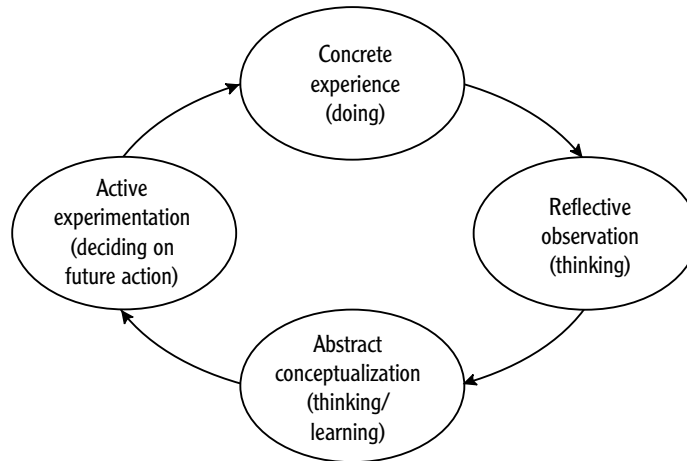 Concrete
experience
(doing)
Reflective
observation
(thinking)
Abstract
conceptualization
(thinking/
learning)
Active
experimentation
(deciding on
future action)